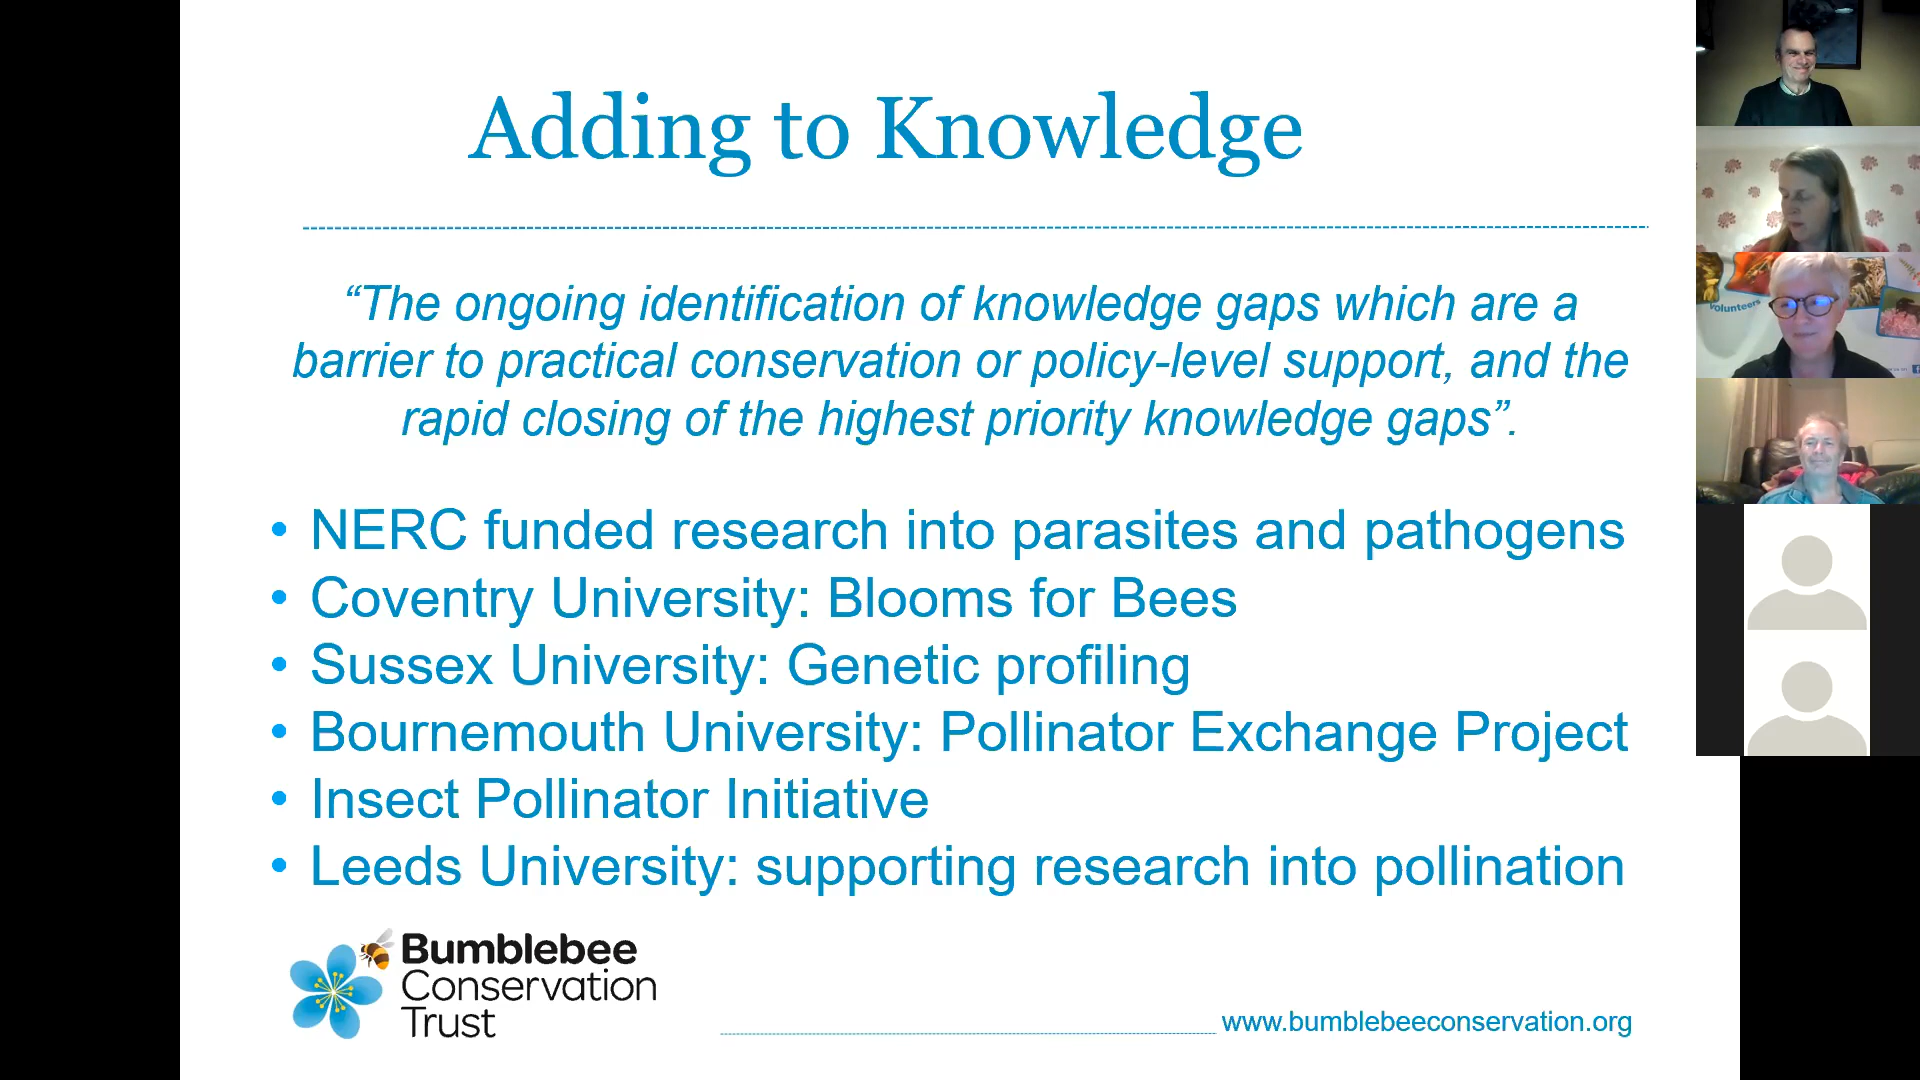 Adding to Knowledge
“The ongoing identification of knowledge gaps which are a
barrier to practical conservation or policy-level support, and the
rapid closing of the highest priority knowledge gaps”.
• NERC funded research into parasites and pathogens
• Coventry University: Blooms for Bees
• Sussex University: Genetic profiling
• Bournemouth University: Pollinator Exchange Project
• Insect Pollinator Initiative
• Leeds University: supporting research into pollination
Bumblebee
Conservation
Trust
www.bumblebeeconservation.org
volunteers